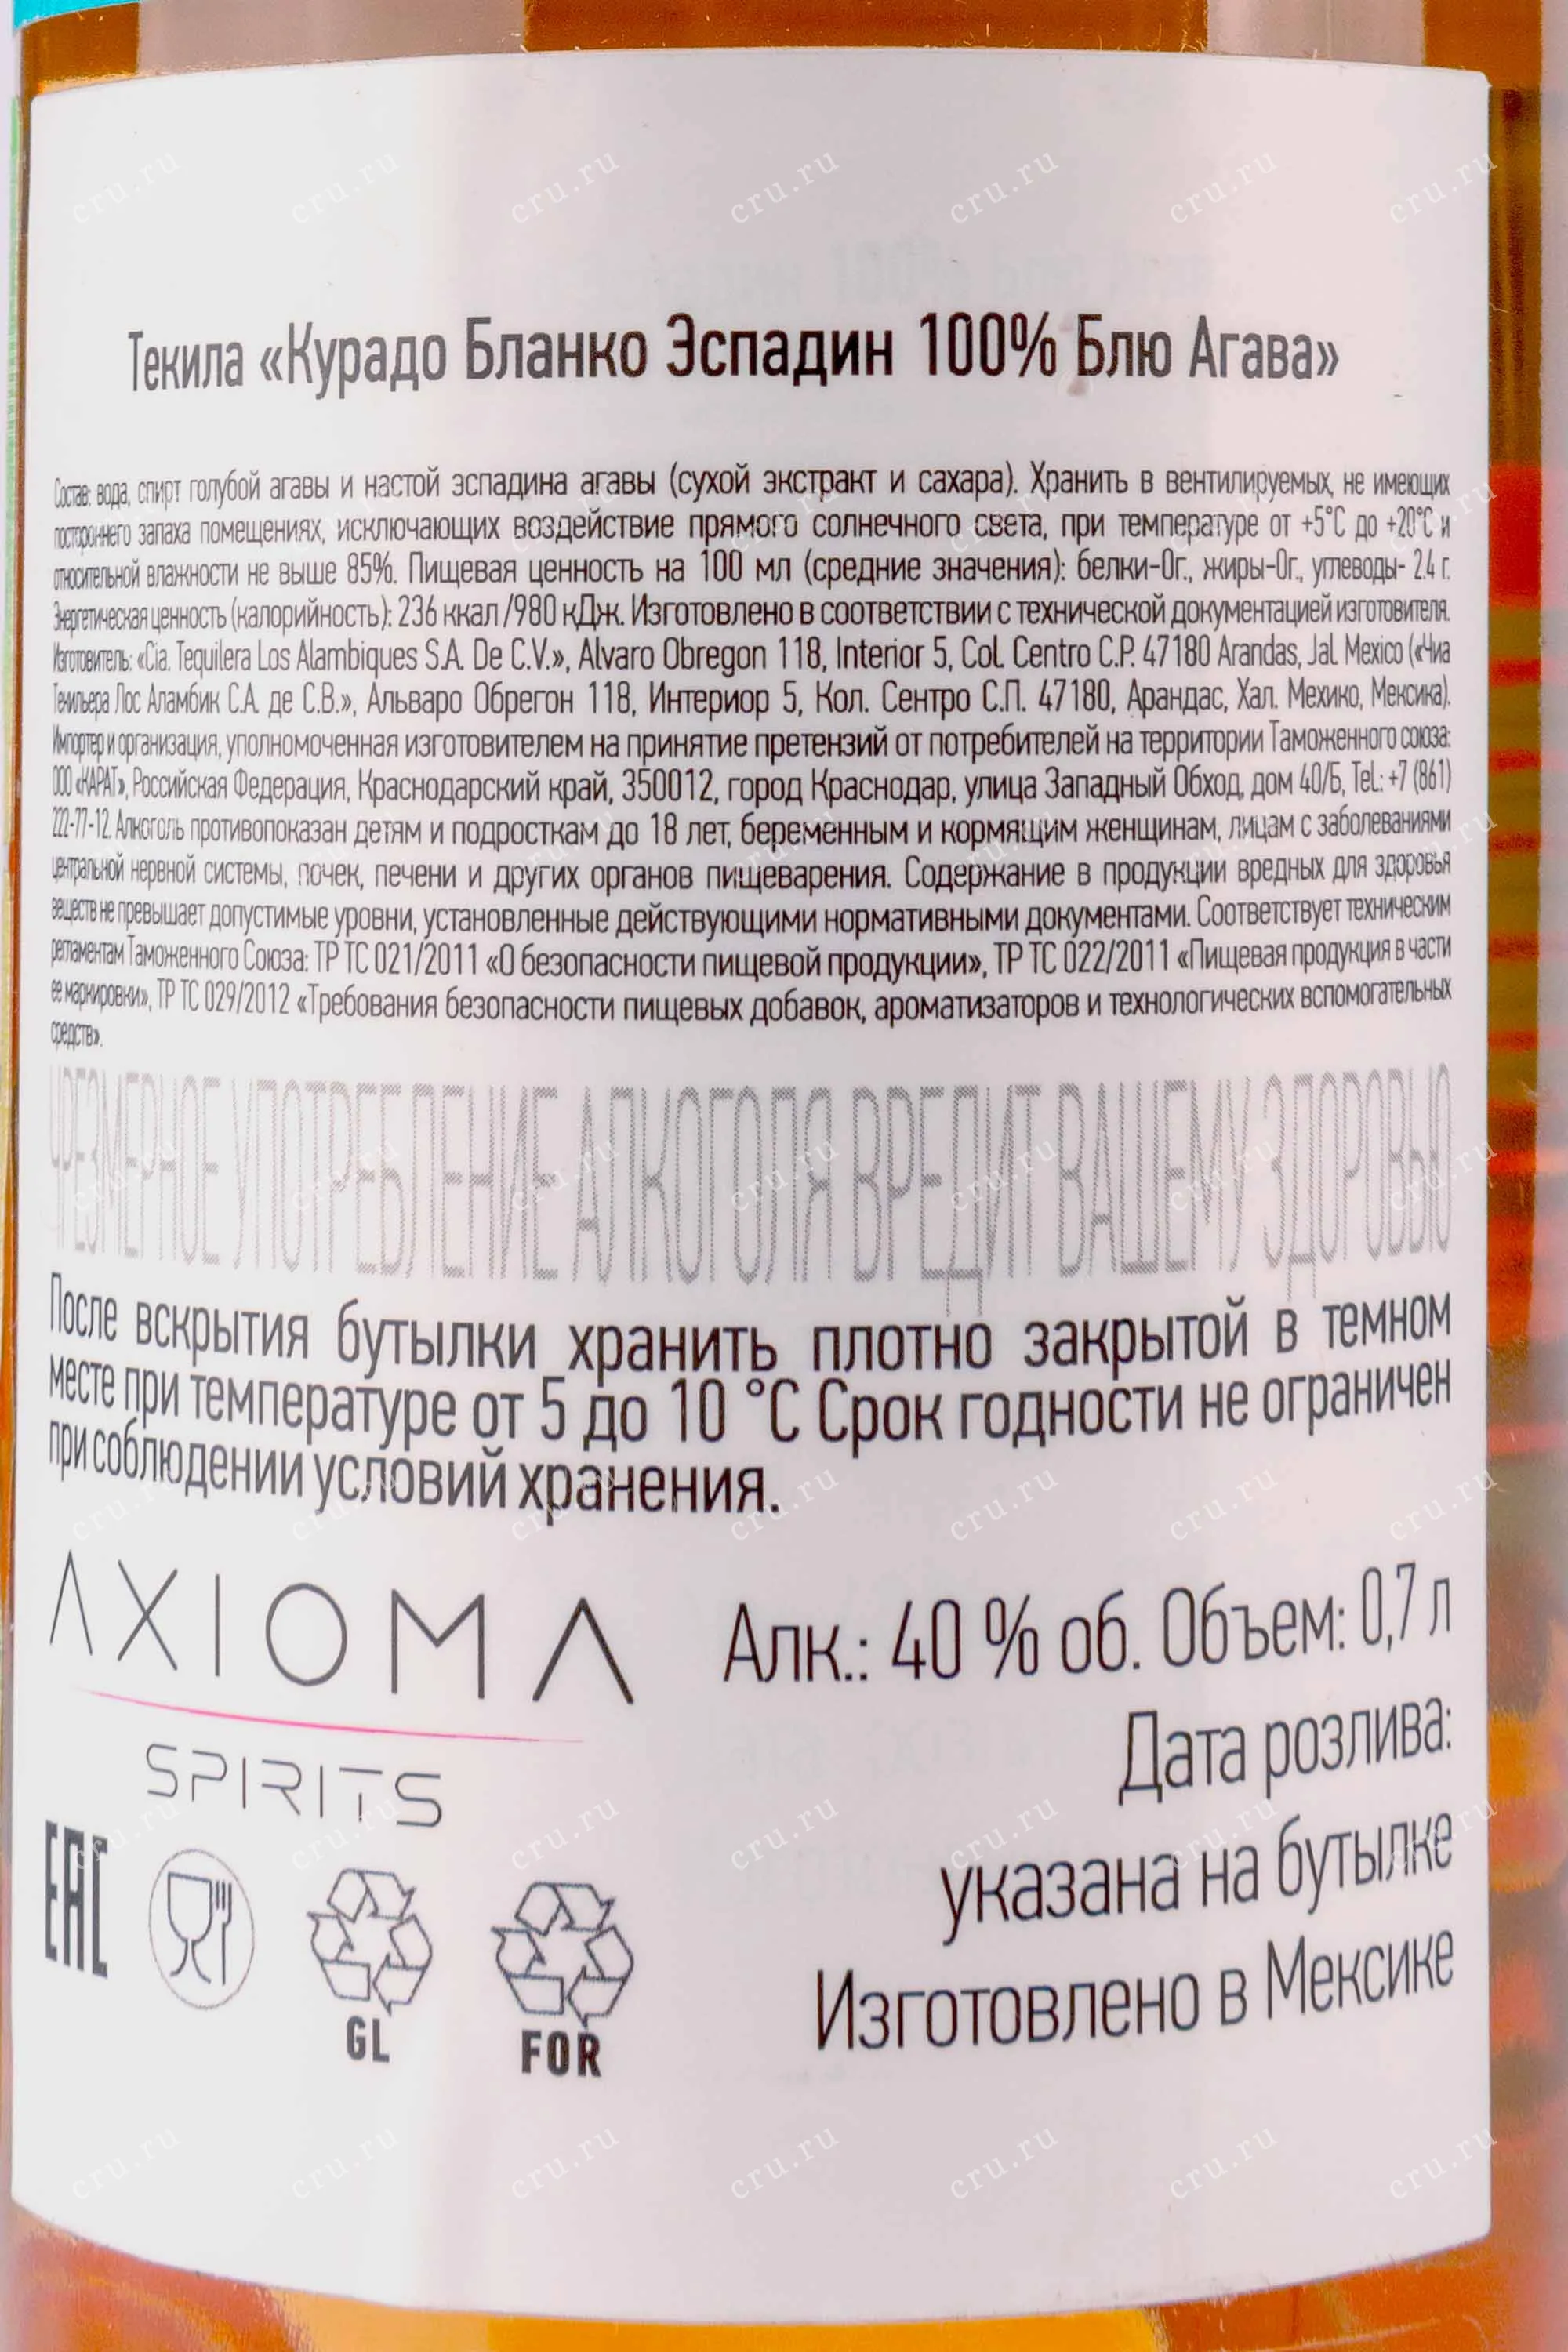 Текила «Курадо Бланко Эспадин 100% Блю Агава»
Состав: вода, спирт голубой агавы и настой эспадина агавы (сухой экстракт и сахара). Хранить в вентилируемых, не имеющих
постороннего запаха помещениях, исключающих воздействие прямого солнечного света, при температуре от +5°С до +20°С и
относительной влажности не выше 85%. Пищевая ценность на 100 мл (средние значения): белки-0г., жиры-0г., углеводы- 2.4 г.
Энергетическая ценность (калорийность): 236 ккал/980 кДж. Изготовлено в соответствии с технической документацией изготовителя.
Изготовитель: «Cia. Tequilera Los Alambiques S.A. De C.V.», Alvaro Obregon 118, Interior 5, Col. Centro C.P. 47180 Arandas, Jal. Mexico («Чиа
Текильера Лос Аламбик С.А. де С.В.», Альваро Обрегон 118, Интериор 5, Кол. Сентро С.П. 47180, Арандас, Хал. Мехико, Мексика).
Импортер и организация, уполномоченная изготовителем на принятие претензий от потребителей на территории Таможенного союза:
ООО «КАРАТ», Российская Федерация, Краснодарский край, 350012, город Краснодар, улица Западный Обход, дом 40/Б, Tel.: +7 (861)
222-77-12. Алкоголь противопоказан детям и подросткам до 18 лет, беременным и кормящим женщинам, лицам с заболеваниями
центральной нервной системы, почек, печени и других органов пищеварения. Содержание в продукции вредных для здоровья
веществ не превышает допустимые уровни, установленные действующими нормативными документами. Соответствует техническим
регламентам Таможенного Союза: ТР ТС 021/2011 «О безопасности пищевой продукции», ТР ТС 022/2011 «Пищевая продукция в части
ее маркировки», ТР ТС 029/2012 «Требования безопасности пищевых добавок, ароматизаторов и технологических вспомогательных
средств».
ЧРЕЗМЕРНОЕ УПОТРЕБЛЕНИЕ АЛКОГОЛЯ ВРЕДИТ ВАШЕМУ ЗДОРОВЬЮ
После вскрытия бутылки хранить плотно закрытой в темном
месте при температуре от 5 до 10 °С Срок годности не ограничен
при соблюдении условий хранения.
AXIOMA
SPIRITS
Алк.: 40 % об. Объем: 0,7 л
Дата розлива:
указана на бутылке
Изготовлено в Мексике
EAC
GL
FOR
cru.ru